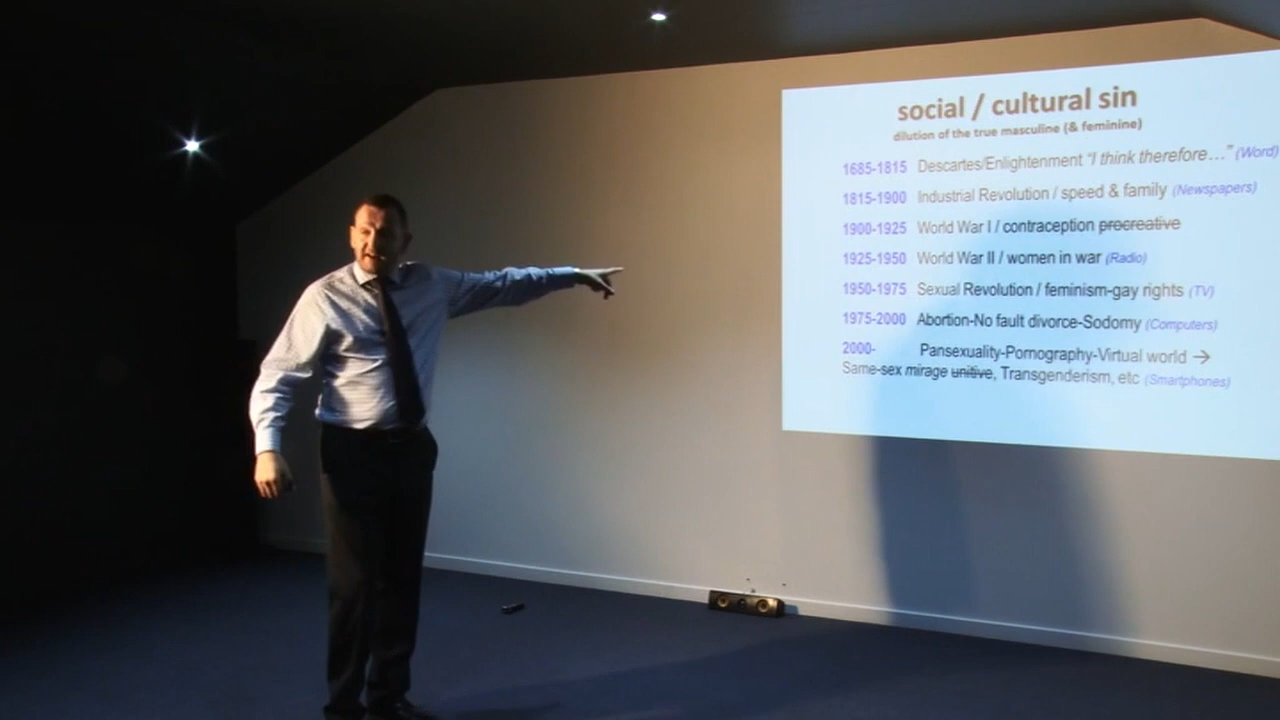 social / cultural sin
dilution of the true masculine (& feminine)
1685-1815 Descartes/Enlightenment “I think therefore…” (Word)
1815-1900 Industrial Revolution / speed & family (Newspapers)
1900-1925 World War I / contraception procreative
1925-1950 World War II / women in war (Radio)
1950-1975 Sexual Revolution / feminism-gay rights (TV)
1975-2000 Abortion-No fault divorce-Sodomy (Computers)
2000- Pansexuality-Pornography-Virtual world →
Same-sex mirage unitive, Transgenderism, etc (Smartphones)